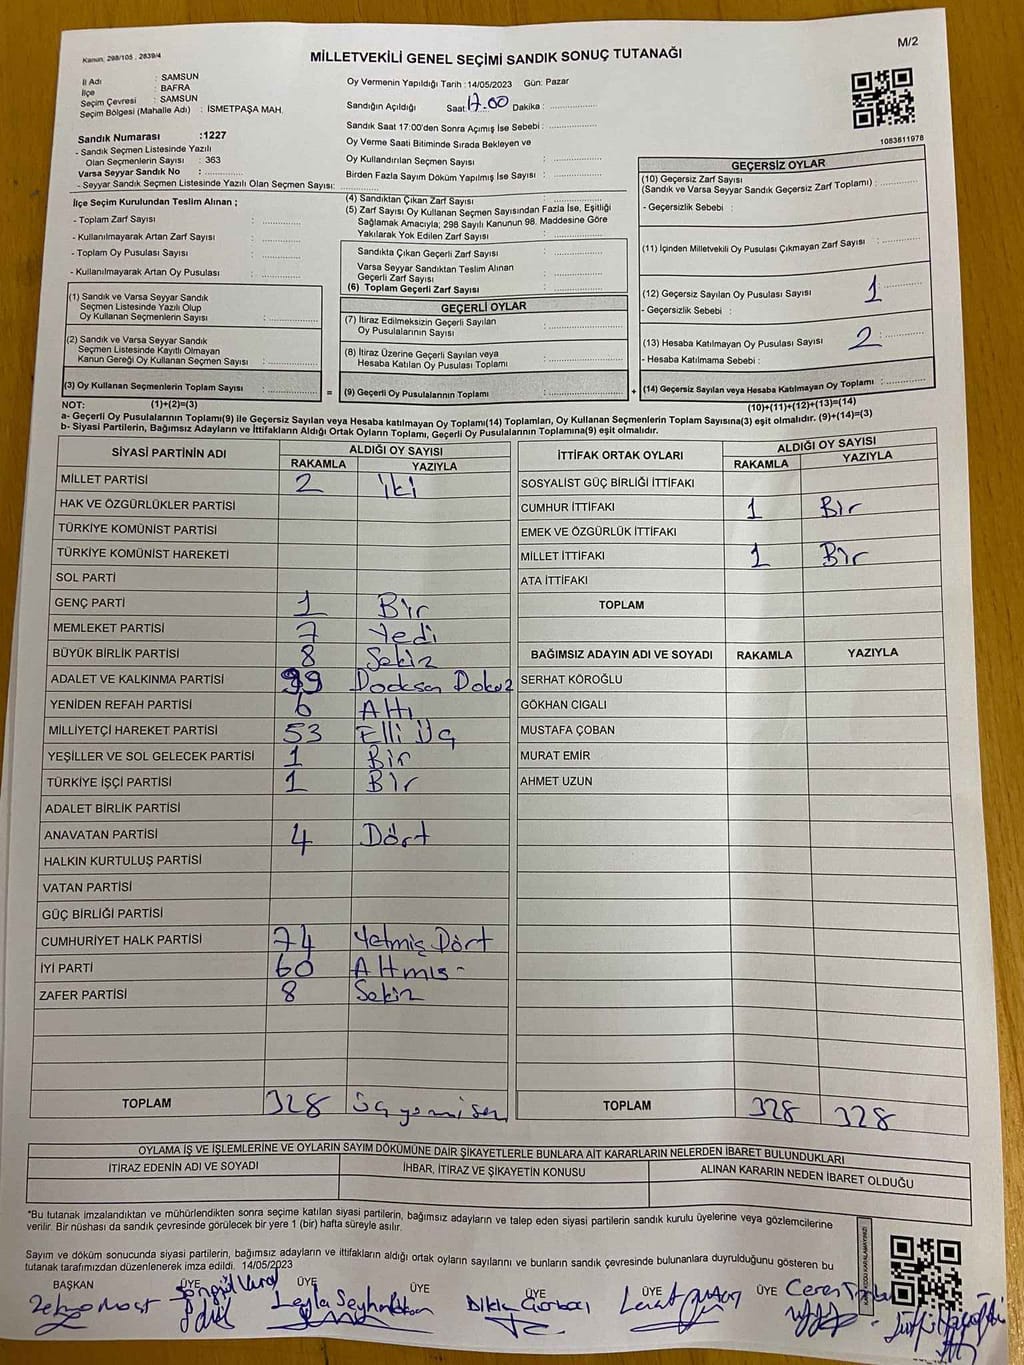 Kanun, 298/105 , 2839/4
MİLLETVEKİLİ GENEL SEÇİMİ SANDIK SONUÇ TUTANAĞI
M/2
İl Adı : SAMSUN
İlçe : BAFRA
Seçim Çevresi : SAMSUN
Seçim Bölgesi (Mahalle Adı) : İSMETPAŞA MAH.
Sandık Numarası :1227
- Sandık Seçmen Listesinde Yazılı
Olan Seçmenlerin Sayısı : 363
Varsa Seyyar Sandık No :
- Seyyar Sandık Seçmen Listesinde Yazılı Olan Seçmen Sayısı:
Oy Vermenin Yapıldığı Tarih :14/05/2023 Gün: Pazar
Sandığın Açıldığı Saat 17.00 Dakika :
Sandık Saat 17:00'den Sonra Açımış İse Sebebi :
Oy Verme Saati Bitiminde Sırada Bekleyen ve
Oy Kullandırılan Seçmen Sayısı :
Birden Fazla Sayım Döküm Yapılmış İse Sayısı :
1083811978
İlçe Seçim Kurulundan Teslim Alınan ;
- Toplam Zarf Sayısı :
- Kullanılmayarak Artan Zarf Sayısı :
- Toplam Oy Pusulası Sayısı :
- Kullanılmayarak Artan Oy Pusulası :
(1) Sandık ve Varsa Seyyar Sandık
Seçmen Listesinde Yazılı Olup
Oy Kullanan Seçmenlerin Sayısı :
(2) Sandık ve Varsa Seyyar Sandık
Seçmen Listesinde Kayıtlı Olmayan
Kanun Gereği Oy Kullanan Seçmen Sayısı :
(3) Oy Kullanan Seçmenlerin Toplam Sayısı : =
(4) Sandıktan Çıkan Zarf Sayısı :
(5) Zarf Sayısı Oy Kullanan Seçmen Sayısından Fazla İse, Eşitliği
Sağlamak Amacıyla; 298 Sayılı Kanunun 98. Maddesine Göre
Yakılarak Yok Edilen Zarf Sayısı :
Sandıkta Çıkan Geçerli Zarf Sayısı :
Varsa Seyyar Sandıktan Teslim Alınan
Geçerli Zarf Sayısı :
(6) Toplam Geçerli Zarf Sayısı :
GEÇERLİ OYLAR
(7) İtiraz Edilmeksizin Geçerli Sayılan
Oy Pusulalarının Sayısı :
(8) İtiraz Üzerine Geçerli Sayılan veya
Hesaba Katılan Oy Pusulası Toplamı :
(9) Geçerli Oy Pusulalarının Toplamı : +
GEÇERSİZ OYLAR
(10) Geçersiz Zarf Sayısı
(Sandık ve Varsa Seyyar Sandık Geçersiz Zarf Toplamı) :
- Geçersizlik Sebebi :
(11) İçinden Milletvekili Oy Pusulası Çıkmayan Zarf Sayısı :
(12) Geçersiz Sayılan Oy Pusulası Sayısı : 1
- Geçersizlik Sebebi :
(13) Hesaba Katılmayan Oy Pusulası Sayısı : 2
- Hesaba Katılmama Sebebi :
(14) Geçersiz Sayılan veya Hesaba Katılmayan Oy Toplamı :
NOT: (1)+(2)=(3) (10)+(11)+(12)+(13)=(14)
a- Geçerli Oy Pusulalarının Toplamı(9) ile Geçersiz Sayılan veya Hesaba katılmayan Oy Toplamı(14) Toplamları, Oy Kullanan Seçmenlerin Toplam Sayısına(3) eşit olmalıdır. (9)+(14)=(3)
b- Siyasi Partilerin, Bağımsız Adayların ve İttifakların Aldığı Ortak Oyların Toplamı, Geçerli Oy Pusulalarının Toplamına(9) eşit olmalıdır.
SİYASİ PARTİNİN ADI ALDIĞI OY SAYISI
RAKAMLA YAZIYLA
MİLLET PARTİSİ 2 iki
HAK VE ÖZGÜRLÜKLER PARTİSİ
TÜRKİYE KOMÜNİST PARTİSİ
TÜRKİYE KOMÜNİST HAREKETİ
SOL PARTİ
GENÇ PARTİ 1 Bir
MEMLEKET PARTİSİ 7 Yedi
BÜYÜK BİRLİK PARTİSİ 8 Sekiz
ADALET VE KALKINMA PARTİSİ 99 Docksan Dokuz
YENİDEN REFAH PARTİSİ 6 Altı
MİLLİYETÇİ HAREKET PARTİSİ 53 Elli Üç
YEŞİLLER VE SOL GELECEK PARTİSİ 1 Bir
TÜRKİYE İŞÇİ PARTİSİ 1 Bir
ADALET BİRLİK PARTİSİ
ANAVATAN PARTİSİ 4 Dört
HALKIN KURTULUŞ PARTİSİ
VATAN PARTİSİ
GÜÇ BİRLİĞİ PARTİSİ
CUMHURİYET HALK PARTİSİ 74 Yetmiş Dört
İYİ PARTİ 60 Altmıs -
ZAFER PARTİSİ 8 Sekiz
TOPLAM 328
İTTİFAK ORTAK OYLARI ALDIĞI OY SAYISI
RAKAMLA YAZIYLA
SOSYALİST GÜÇ BİRLİĞİ İTTİFAKI
CUMHUR İTTİFAKI 1 Bir
EMEK VE ÖZGÜRLÜK İTTİFAKI
MİLLET İTTİFAKI 1 Bir
ATA İTTİFAKI
TOPLAM
BAĞIMSIZ ADAYIN ADI VE SOYADI RAKAMLA YAZIYLA
SERHAT KÖROĞLU
GÖKHAN CIGALI
MUSTAFA ÇOBAN
MURAT EMİR
AHMET UZUN
TOPLAM 328 328
OYLAMA İŞ VE İŞLEMLERİNE VE OYLARIN SAYIM DÖKÜMÜNE DAİR ŞİKAYETLERLE BUNLARA AİT KARARLARIN NELERDEN İBARET BULUNDUKLARI
İTİRAZ EDENİN ADI VE SOYADI İHBAR, İTİRAZ VE ŞİKAYETİN KONUSU ALINAN KARARIN NEDEN İBARET OLDUĞU
*Bu tutanak imzalandıktan ve mühürlendikten sonra seçime katılan siyasi partilerin, bağımsız adayların ve talep eden siyasi partilerin sandık kurulu üyelerine veya gözlemcilerine
verilir. Bir nüshası da sandık çevresinde görülecek bir yere 1 (bir) hafta süreyle asılır.
Sayım ve döküm sonucunda siyasi partilerin, bağımsız adayların ve ittifakların aldığı ortak oyların sayılarını ve bunların sandık çevresinde bulunanlara duyrulduğunu gösteren bu
tutanak tarafımızdan düzenlenerek imza edildi. 14/05/2023
BAŞKAN ÜYE ÜYE ÜYE ÜYE ÜYE ÜYE